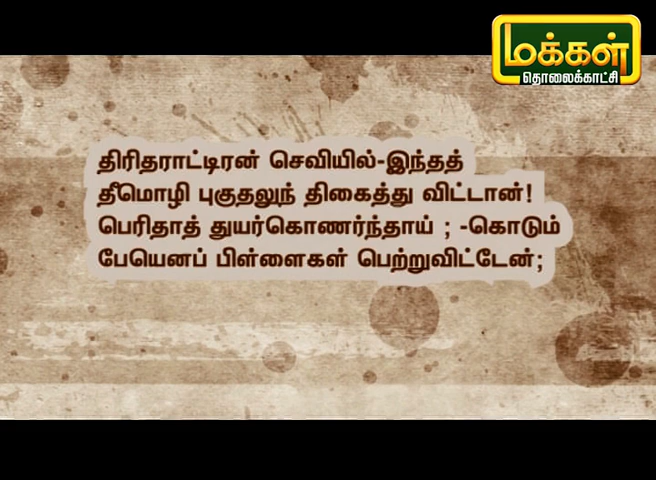 மக்கள்
தொலைக்காட்சி
திரிதராட்டிரன் செவியில்-இந்தத்
தீமொழி புகுதலுந் திகைத்து விட்டான்!
பெரிதாத் துயர்கொணர்ந்தாய் ; -கொடும்
பேயெனப் பிள்ளைகள் பெற்றுவிட்டேன்;